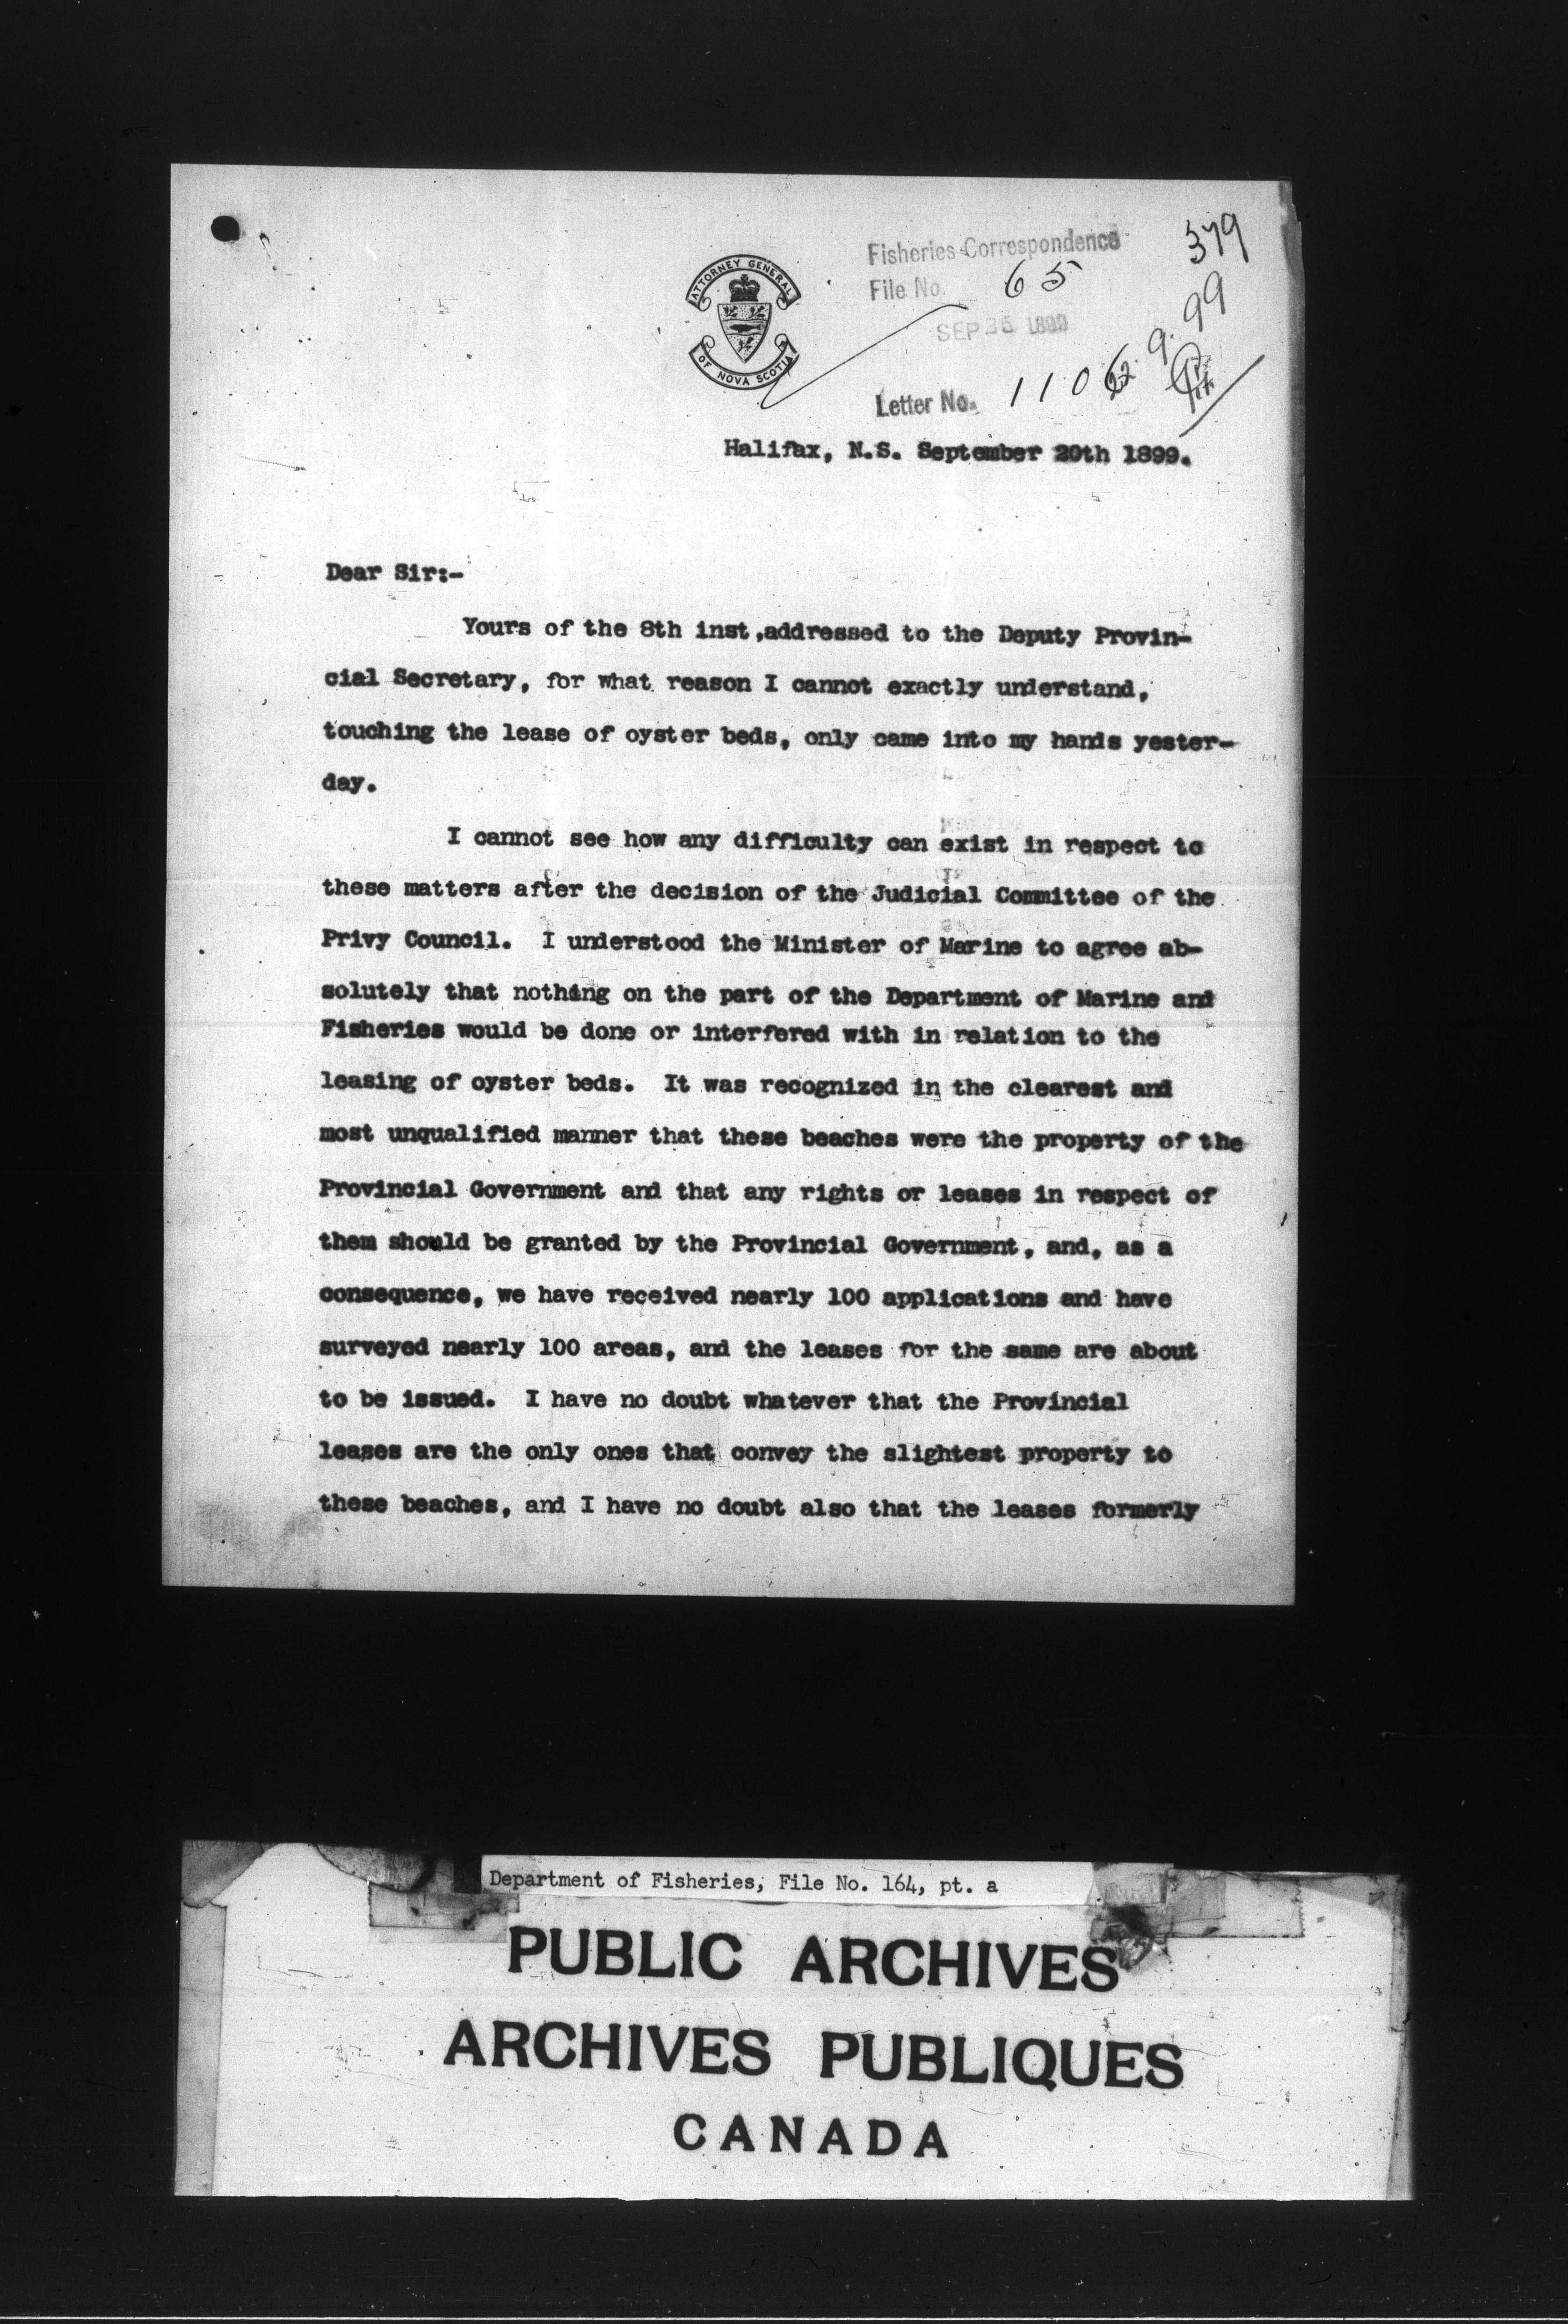 379
Fisheries Correspondence
File No. 65
ATTORNEY GENERAL
OF NOVA SCOTIA
SEP 1899
22.9.99
Letter No. 1106
Halifax, N.S. September 20th 1899.
Dear Sir:-
Yours of the 8th inst,addressed to the Deputy Provin-
cial Secretary, for what reason I cannot exactly understand,
touching the lease of oyster beds, only came into my hands yester-
day.
I cannot see how any difficulty can exist in respect to
these matters after the decision of the Judicial Committee of the
Privy Council. I understood the Minister of Marine to agree ab-
solutely that nothing on the part of the Department of Marine and
Fisheries would be done or interfered with in relation to the
leasing of oyster beds. It was recognized in the clearest and
most unqualified manner that these beaches were the property of the
Provincial Government and that any rights or leases in respect of
them should be granted by the Provincial Government, and, as a
consequence, we have received nearly 100 applications and have
surveyed nearly 100 areas, and the leases for the same are about
to be issued. I have no doubt whatever that the Provincial
leases are the only ones that convey the slightest property to
these beaches, and I have no doubt also that the leases formerly
Department of Fisheries, File No. 164, pt. a
PUBLIC ARCHIVES
ARCHIVES PUBLIQUES
CANADA